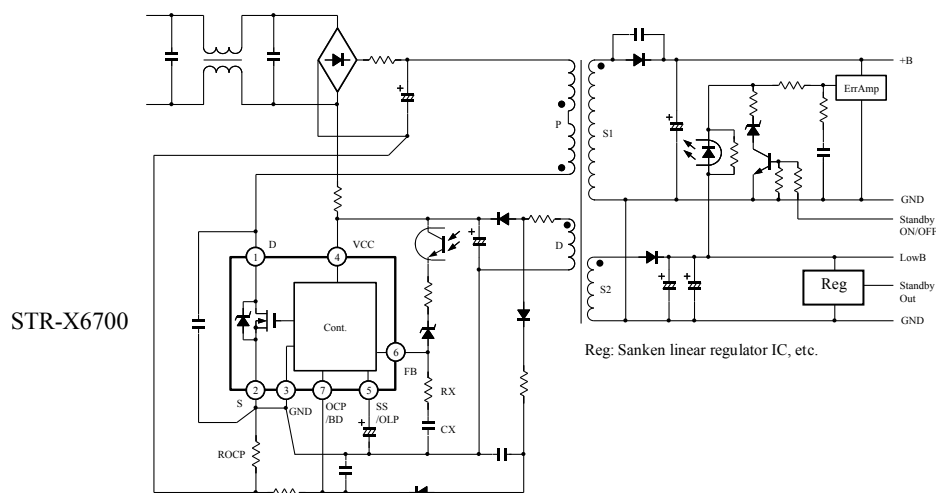 +B
ErrAmp
P
S1
GND
Standby
ON/OFF
D
D
VCC
1
4
LowB
S2
Reg
Standby
Out
GND
STR-X6700
Cont.
6
FB
Reg: Sanken linear regulator IC, etc.
2
3
7
5
S
GND
OCP
/BD
SS
/OLP
RX
CX
ROCP